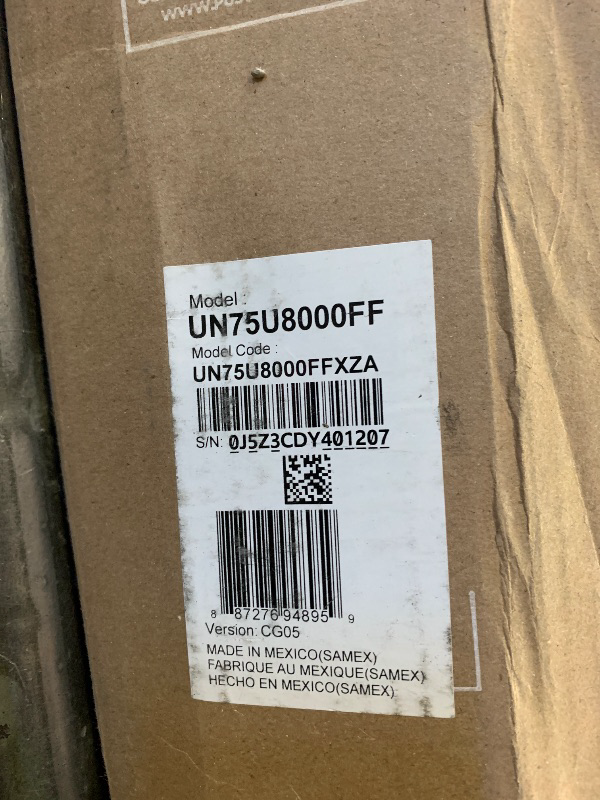 Model :
UN75U8000FF
Model Code :
UN75U8000FFXZA
S/N: 0J5Z3CDY401207
8 87276 94895 9
Version: CG05
MADE IN MEXICO(SAMEX)
FABRIQUE AU MEXIQUE(SAMEX)
HECHO EN MEXICO(SAMEX)